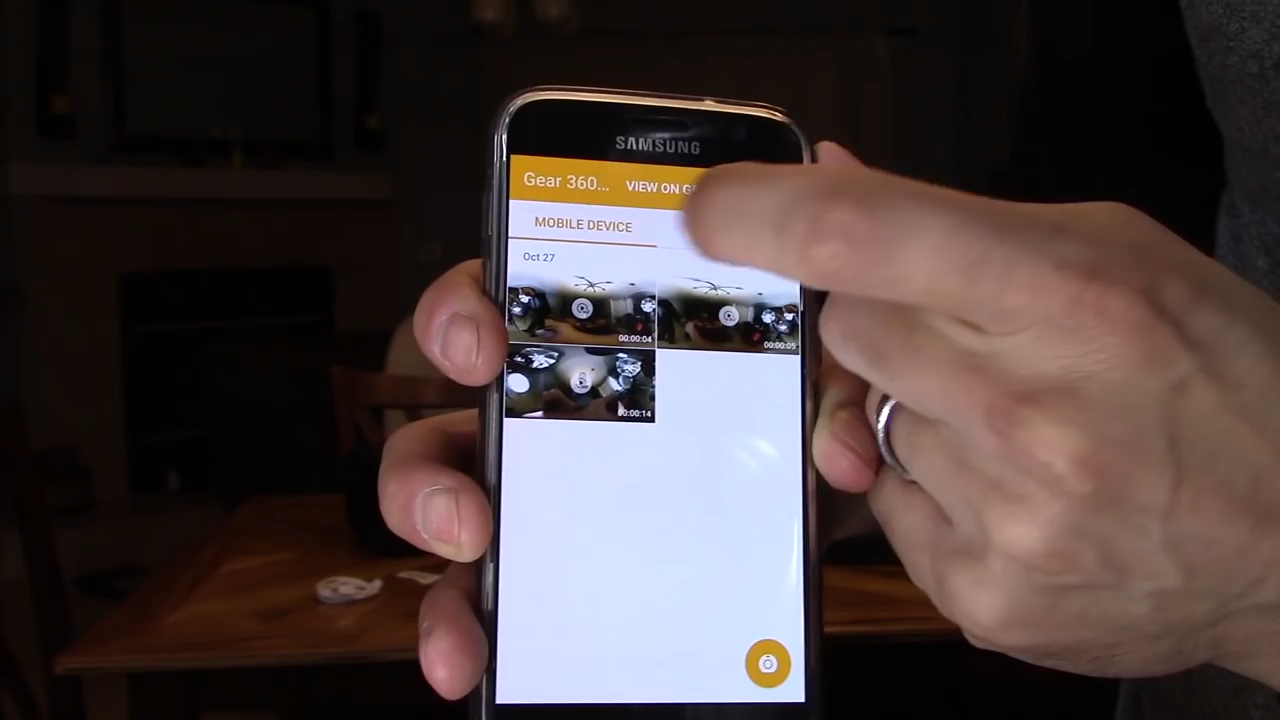 SAMSUNG
Gear 360... VIEW ON G
MOBILE DEVICE
Oct 27
00:00:04
00:00:05
00:00:14